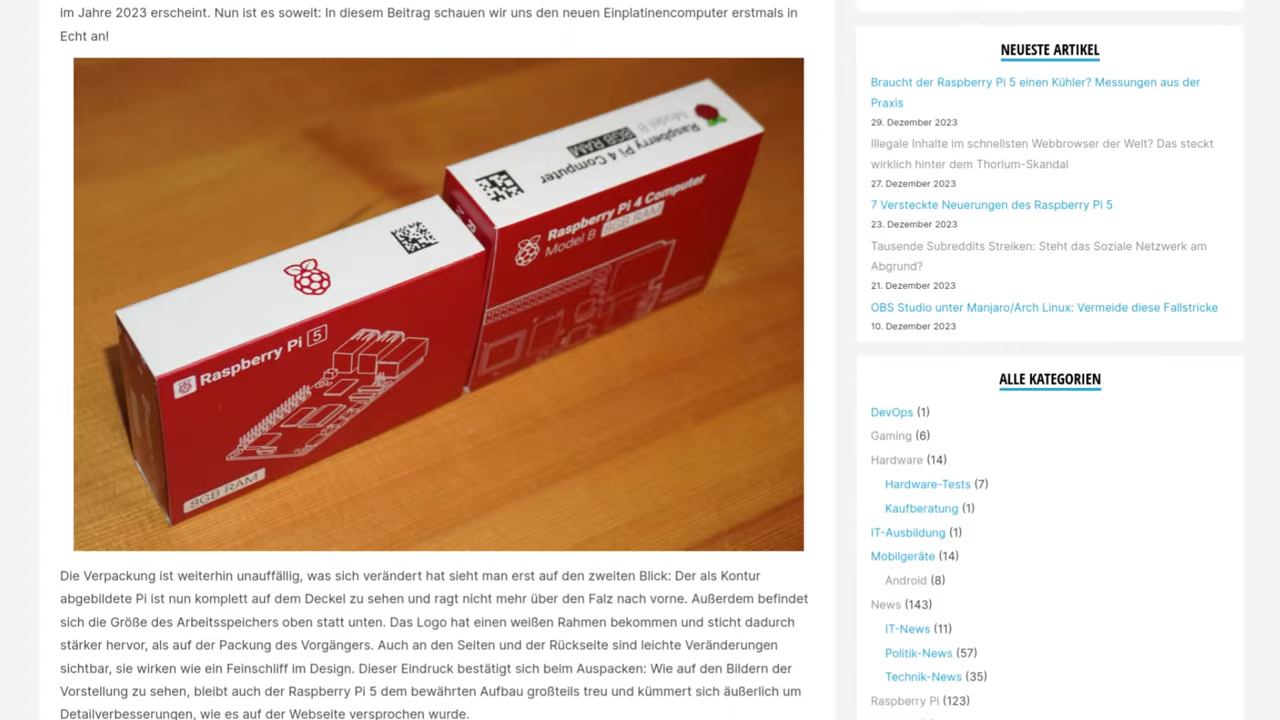 im Jahre 2023 erscheint. Nun ist es soweit: In diesem Beitrag schauen wir uns den neuen Einplatinencomputer erstmals in
Echt an!
Raspberry Pi 4 Computer
Model B 8GB RAM
Raspberry Pi 4 Computer
Model B 8GB RAM
Raspberry Pi 5
8GB RAM
Die Verpackung ist weiterhin unauffällig, was sich verändert hat sieht man erst auf den zweiten Blick: Der als Kontur
abgebildete Pi ist nun komplett auf dem Deckel zu sehen und ragt nicht mehr über den Falz nach vorne. Außerdem befindet
sich die Größe des Arbeitsspeichers oben statt unten. Das Logo hat einen weißen Rahmen bekommen und sticht dadurch
stärker hervor, als auf der Packung des Vorgängers. Auch an den Seiten und der Rückseite sind leichte Veränderungen
sichtbar, sie wirken wie ein Feinschliff im Design. Dieser Eindruck bestätigt sich beim Auspacken: Wie auf den Bildern der
Vorstellung zu sehen, bleibt auch der Raspberry Pi 5 dem bewährten Aufbau großteils treu und kümmert sich äußerlich um
Detailverbesserungen, wie es auf der Webseite versprochen wurde.
NEUESTE ARTIKEL
Braucht der Raspberry Pi 5 einen Kühler? Messungen aus der
Praxis
29. Dezember 2023
Illegale Inhalte im schnellsten Webbrowser der Welt? Das steckt
wirklich hinter dem Thorium-Skandal
27. Dezember 2023
7 Versteckte Neuerungen des Raspberry Pi 5
23. Dezember 2023
Tausende Subreddits Streiken: Steht das Soziale Netzwerk am
Abgrund?
21. Dezember 2023
OBS Studio unter Manjaro/Arch Linux: Vermeide diese Fallstricke
10. Dezember 2023
ALLE KATEGORIEN
DevOps (1)
Gaming (6)
Hardware (14)
Hardware-Tests (7)
Kaufberatung (1)
IT-Ausbildung (1)
Mobilgeräte (14)
Android (8)
News (143)
IT-News (11)
Politik-News (57)
Technik-News (35)
Raspberry Pi (123)